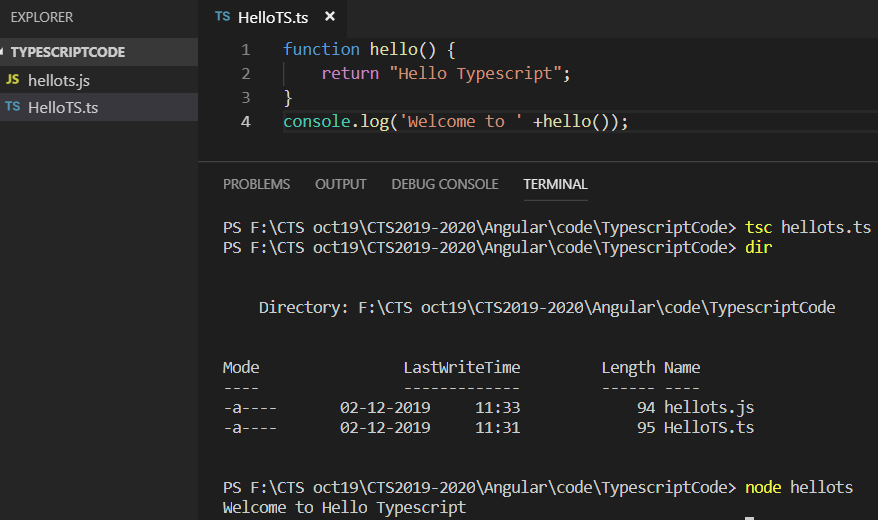 EXPLORER
TYPESCRIPTCODE
JS hellots.js
TS HelloTS.ts
TS HelloTS.ts ×
1 function hello() {
2     return "Hello Typescript";
3 }
4 console.log('Welcome to ' +hello());
PROBLEMS OUTPUT DEBUG CONSOLE TERMINAL
PS F:\CTS oct19\CTS2019-2020\Angular\code\TypescriptCode> tsc hellots.ts
PS F:\CTS oct19\CTS2019-2020\Angular\code\TypescriptCode> dir
    Directory: F:\CTS oct19\CTS2019-2020\Angular\code\TypescriptCode
Mode                LastWriteTime         Length Name
----                -------------         ------ ----
-a----       02-12-2019     11:33             94 hellots.js
-a----       02-12-2019     11:31             95 HelloTS.ts
PS F:\CTS oct19\CTS2019-2020\Angular\code\TypescriptCode> node hellots
Welcome to Hello Typescript